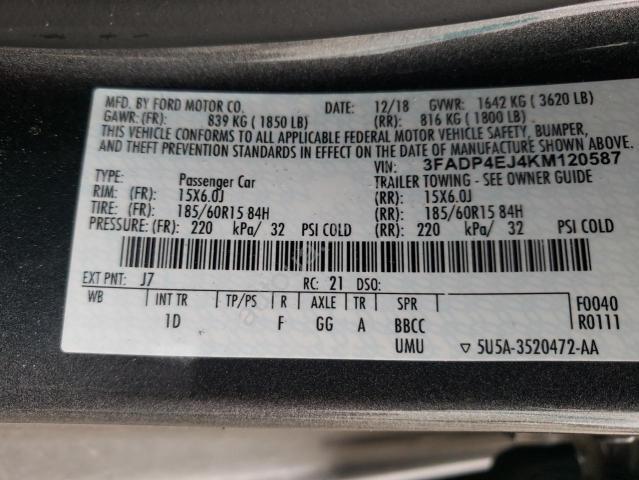 MFD. BY FORD MOTOR CO. DATE: 12/18 GVWR: 1642 KG ( 3620 LB)
GAWR: (FR): 839 KG ( 1850 LB) (RR): 816 KG ( 1800 LB)
THIS VEHICLE CONFORMS TO ALL APPLICABLE FEDERAL MOTOR VEHICLE SAFETY, BUMPER,
AND THEFT PREVENTION STANDARDS IN EFFECT ON THE DATE OF MANUFACTURE SHOWN ABOVE.
VIN: 3FADP4EJ4KM120587
TYPE: Passenger Car TRAILER TOWING - SEE OWNER GUIDE
RIM: (FR): 15X6.0J (RR): 15X6.0J
TIRE: (FR): 185/60R15 84H (RR): 185/60R15 84H
PRESSURE: (FR): 220 kPa/ 32 PSI COLD (RR): 220 kPa/ 32 PSI COLD
EXT PNT: J7 RC: 21 DSO:
WB INT TR TP/PS R AXLE TR SPR F0040
1D F GG A BBCC R0111
UMU ▽ 5U5A-3520472-AA